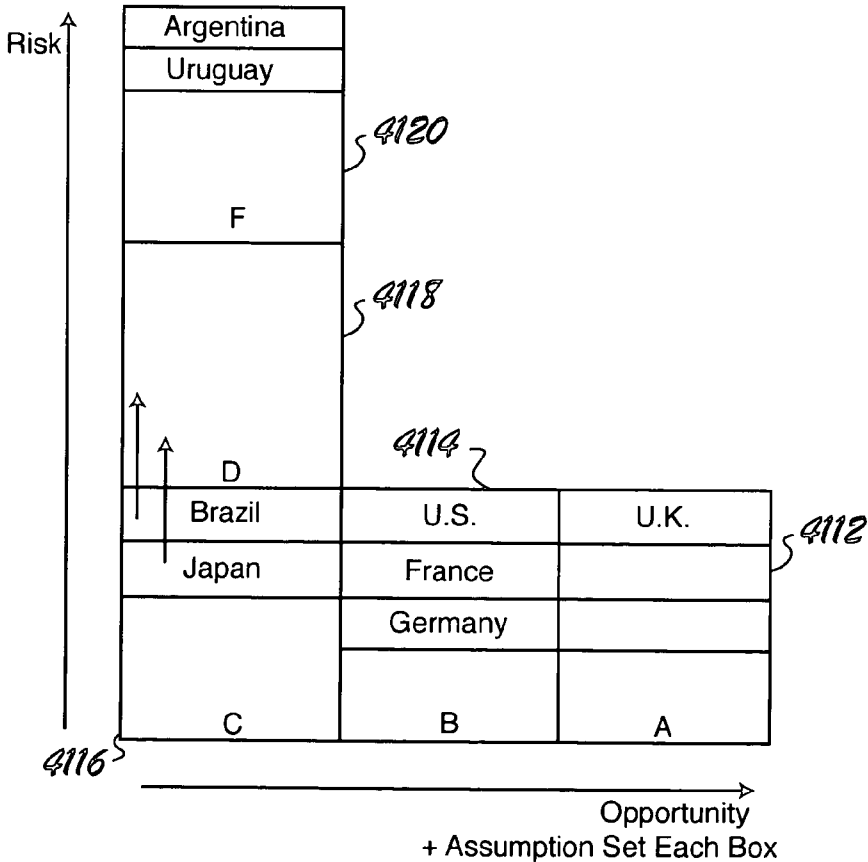 Risk
Argentina
Uruguay
4120
F
4118
4114
D
Brazil
U.S.
U.K.
4112
Japan
France
Germany
C
B
A
4116
Opportunity
+ Assumption Set Each Box